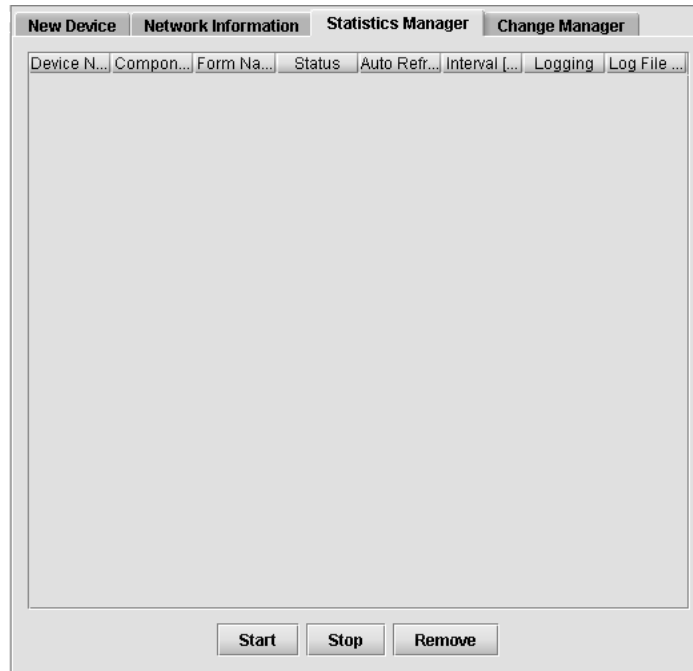 New Device Network Information Statistics Manager Change Manager
Device N... Compon... Form Na... Status Auto Refr... Interval [... Logging Log File ...
Start Stop Remove